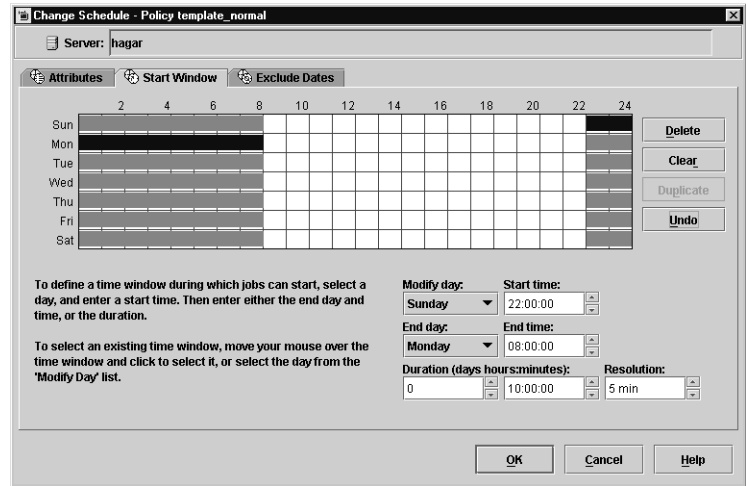 Change Schedule - Policy template_normal
Server: hagar
Attributes Start Window Exclude Dates
2 4 6 8 10 12 14 16 18 20 22 24
Sun
Mon
Tue
Wed
Thu
Fri
Sat
Delete
Clear
Duplicate
Undo
To define a time window during which jobs can start, select a
day, and enter a start time. Then enter either the end day and
time, or the duration.
To select an existing time window, move your mouse over the
time window and click to select it, or select the day from the
'Modify Day' list.
Modify day: Start time:
Sunday 22:00:00
End day: End time:
Monday 08:00:00
Duration (days hours:minutes): Resolution:
0 10:00:00 5 min
OK Cancel Help